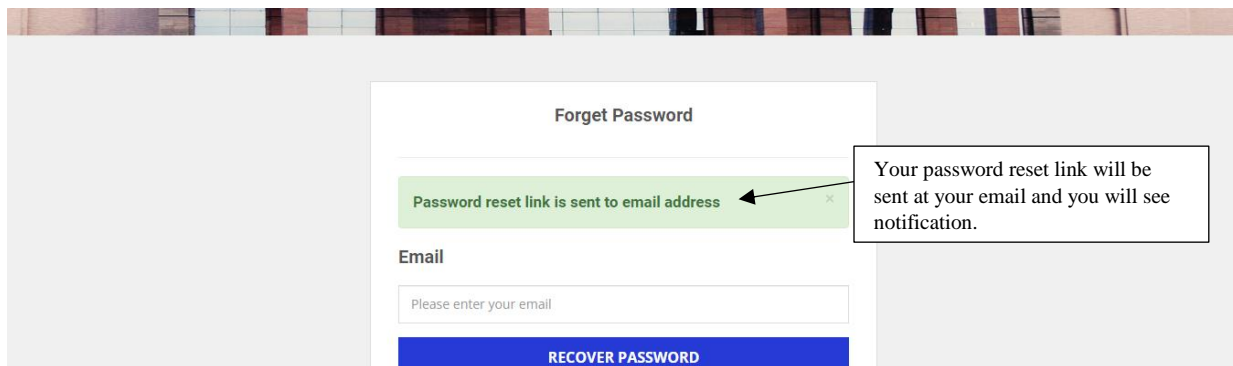 Forget Password
Password reset link is sent to email address ×
Your password reset link will be
sent at your email and you will see
notification.
Email
Please enter your email
RECOVER PASSWORD